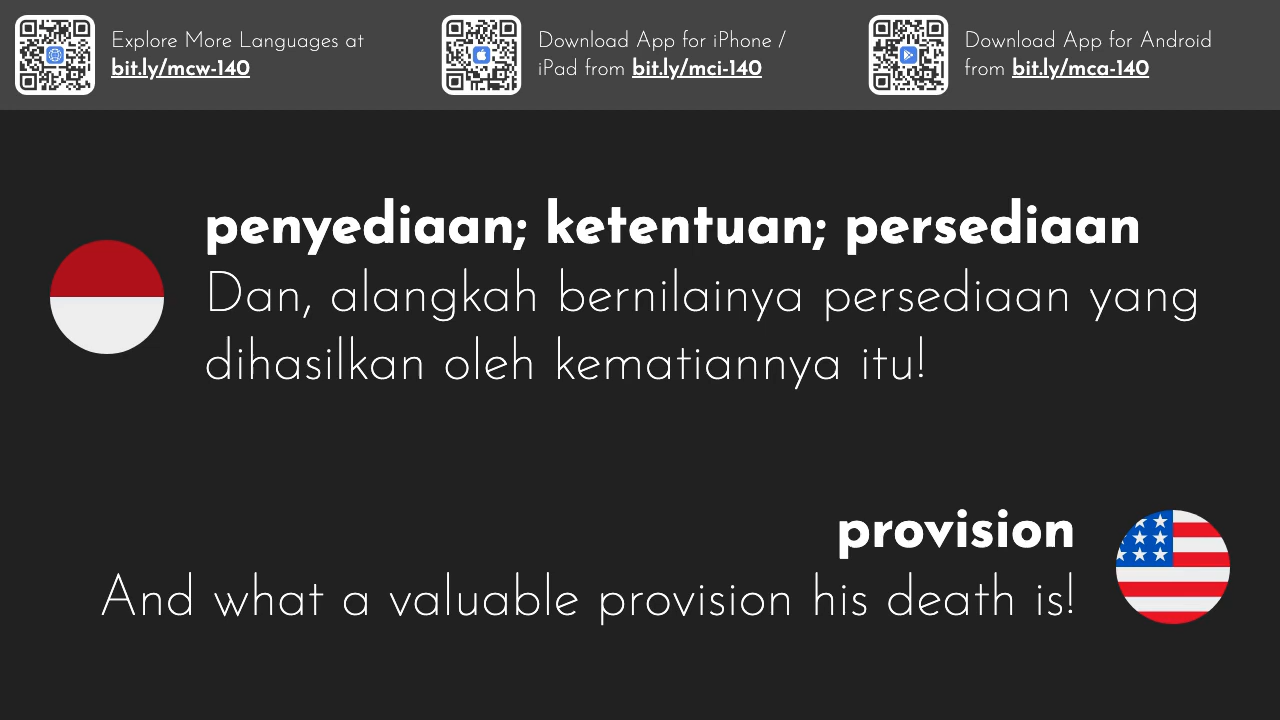 Explore More Languages at
bit.ly/mcw-140
Download App for iPhone /
iPad from bit.ly/mci-140
Download App for Android
from bit.ly/mca-140
penyediaan; ketentuan; persediaan
Dan, alangkah bernilainya persediaan yang
dihasilkan oleh kematiannya itu!
provision
And what a valuable provision his death is!